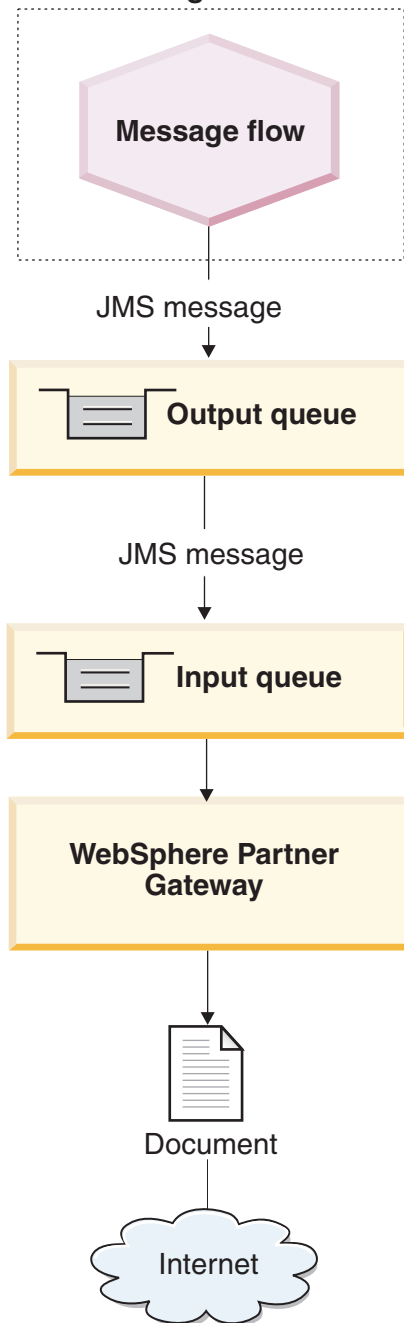 Message flow
JMS message
Output queue
JMS message
Input queue
WebSphere Partner
Gateway
Document
Internet